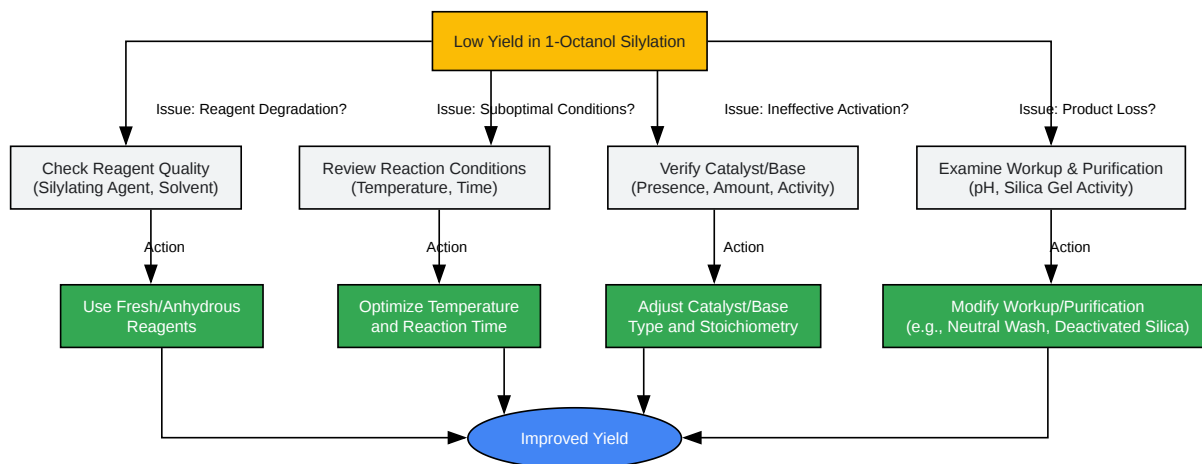 Low Yield in 1-Octanol Silylation
Issue: Reagent Degradation?
Issue: Suboptimal Conditions?
Issue: Ineffective Activation?
Issue: Product Loss?
Check Reagent Quality
(Silylating Agent, Solvent)
Review Reaction Conditions
(Temperature, Time)
Verify Catalyst/Base
(Presence, Amount, Activity)
Examine Workup & Purification
(pH, Silica Gel Activity)
Action
Action
Action
Action
Use Fresh/Anhydrous
Reagents
Optimize Temperature
and Reaction Time
Adjust Catalyst/Base
Type and Stoichiometry
Modify Workup/Purification
(e.g., Neutral Wash, Deactivated Silica)
Improved Yield